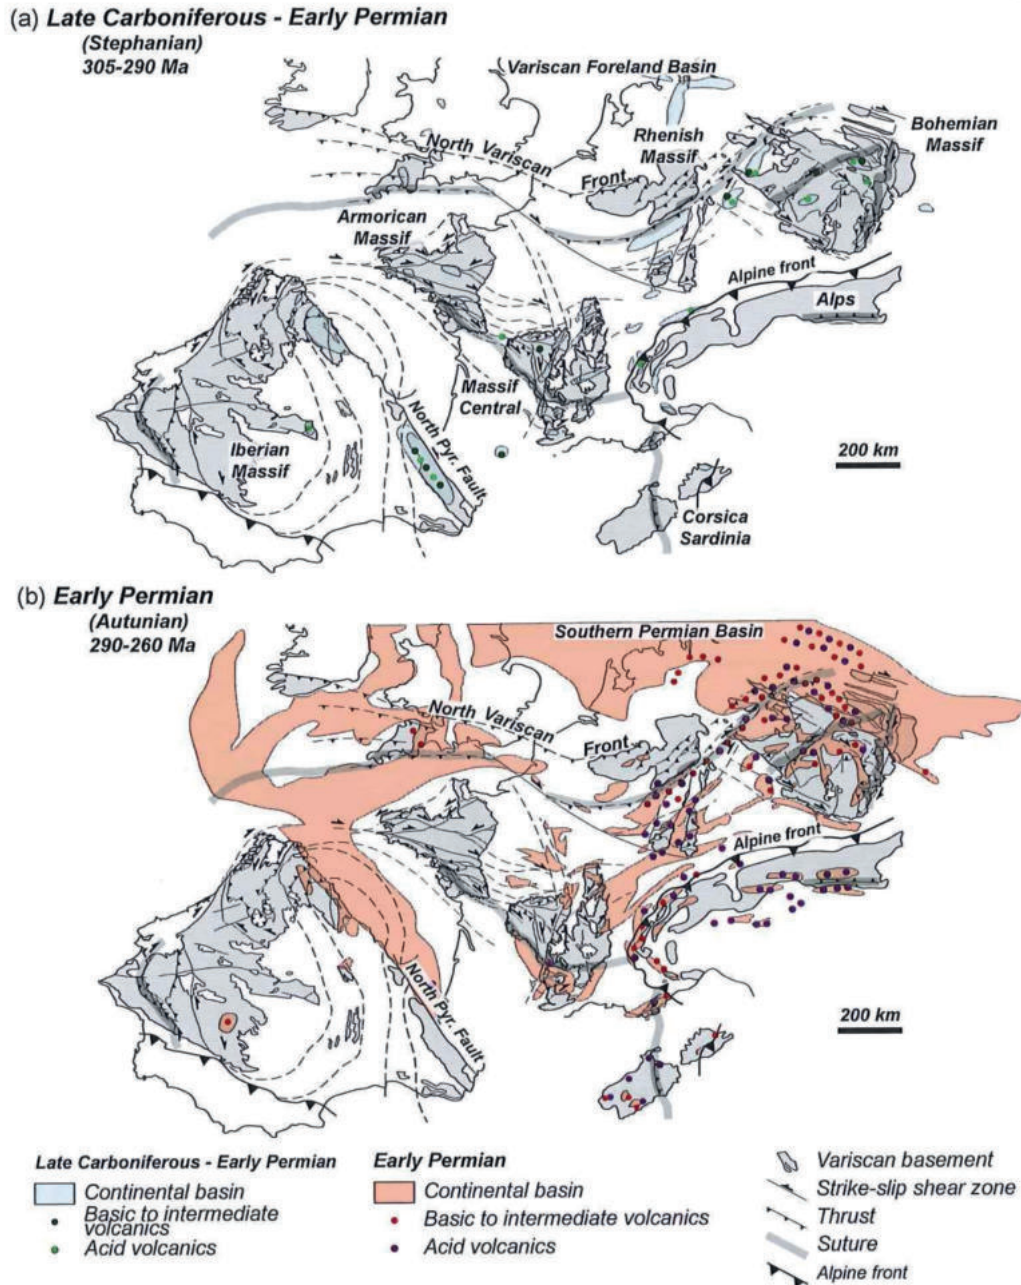 (a) Late Carboniferous - Early Permian
(Stephanian)
305-290 Ma
Variscan Foreland Basin
Rhenish
Massif
Bohemian
Massif
North Variscan
Front
Armorican
Massif
Alpine front
Alps
Massif
Central
North Pyr. Fault
Iberian
Massif
200 km
Corsica
Sardinia
(b) Early Permian
(Autunian)
290-260 Ma
Southern Permian Basin
North Variscan
Front
Alpine front
North Pyr. Fault
200 km
Late Carboniferous - Early Permian
Continental basin
Basic to intermediate
volcanics
Acid volcanics
Early Permian
Continental basin
Basic to intermediate volcanics
Acid volcanics
Variscan basement
Strike-slip shear zone
Thrust
Suture
Alpine front